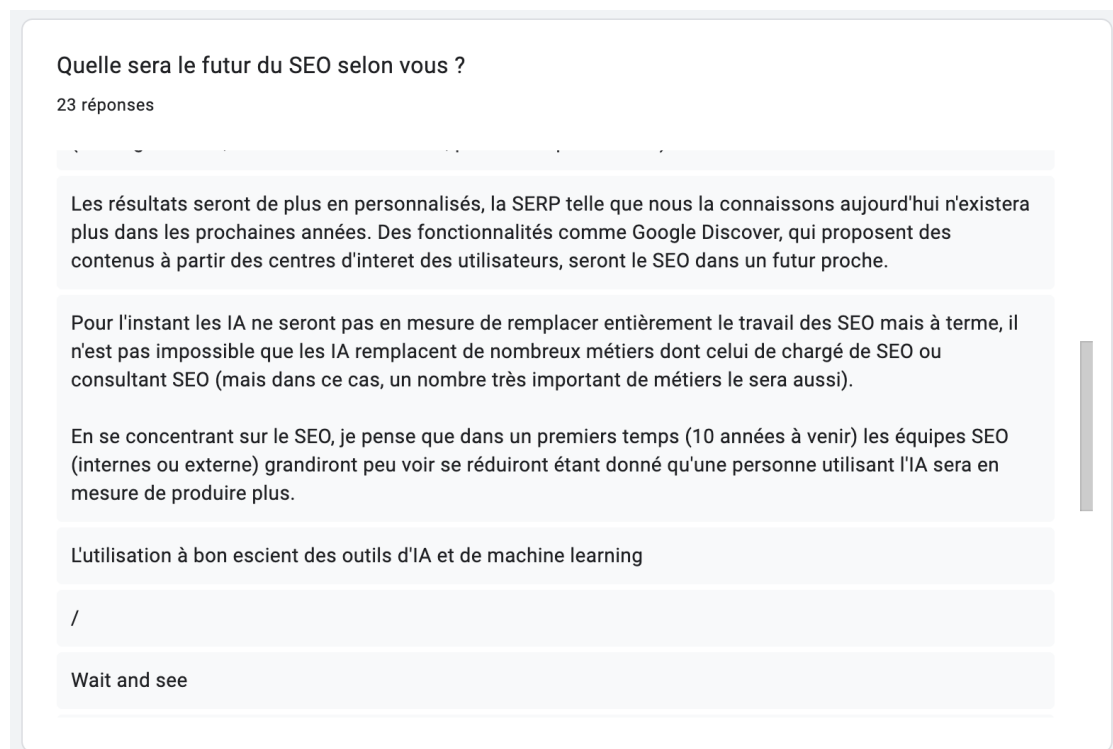 Quelle sera le futur du SEO selon vous ?
23 réponses
Les résultats seront de plus en personnalisés, la SERP telle que nous la connaissons aujourd'hui n'existera
plus dans les prochaines années. Des fonctionnalités comme Google Discover, qui proposent des
contenus à partir des centres d'interet des utilisateurs, seront le SEO dans un futur proche.
Pour l'instant les IA ne seront pas en mesure de remplacer entièrement le travail des SEO mais à terme, il
n'est pas impossible que les IA remplacent de nombreux métiers dont celui de chargé de SEO ou
consultant SEO (mais dans ce cas, un nombre très important de métiers le sera aussi).
En se concentrant sur le SEO, je pense que dans un premiers temps (10 années à venir) les équipes SEO
(internes ou externe) grandiront peu voir se réduiront étant donné qu'une personne utilisant l'IA sera en
mesure de produire plus.
L'utilisation à bon escient des outils d'IA et de machine learning
/
Wait and see